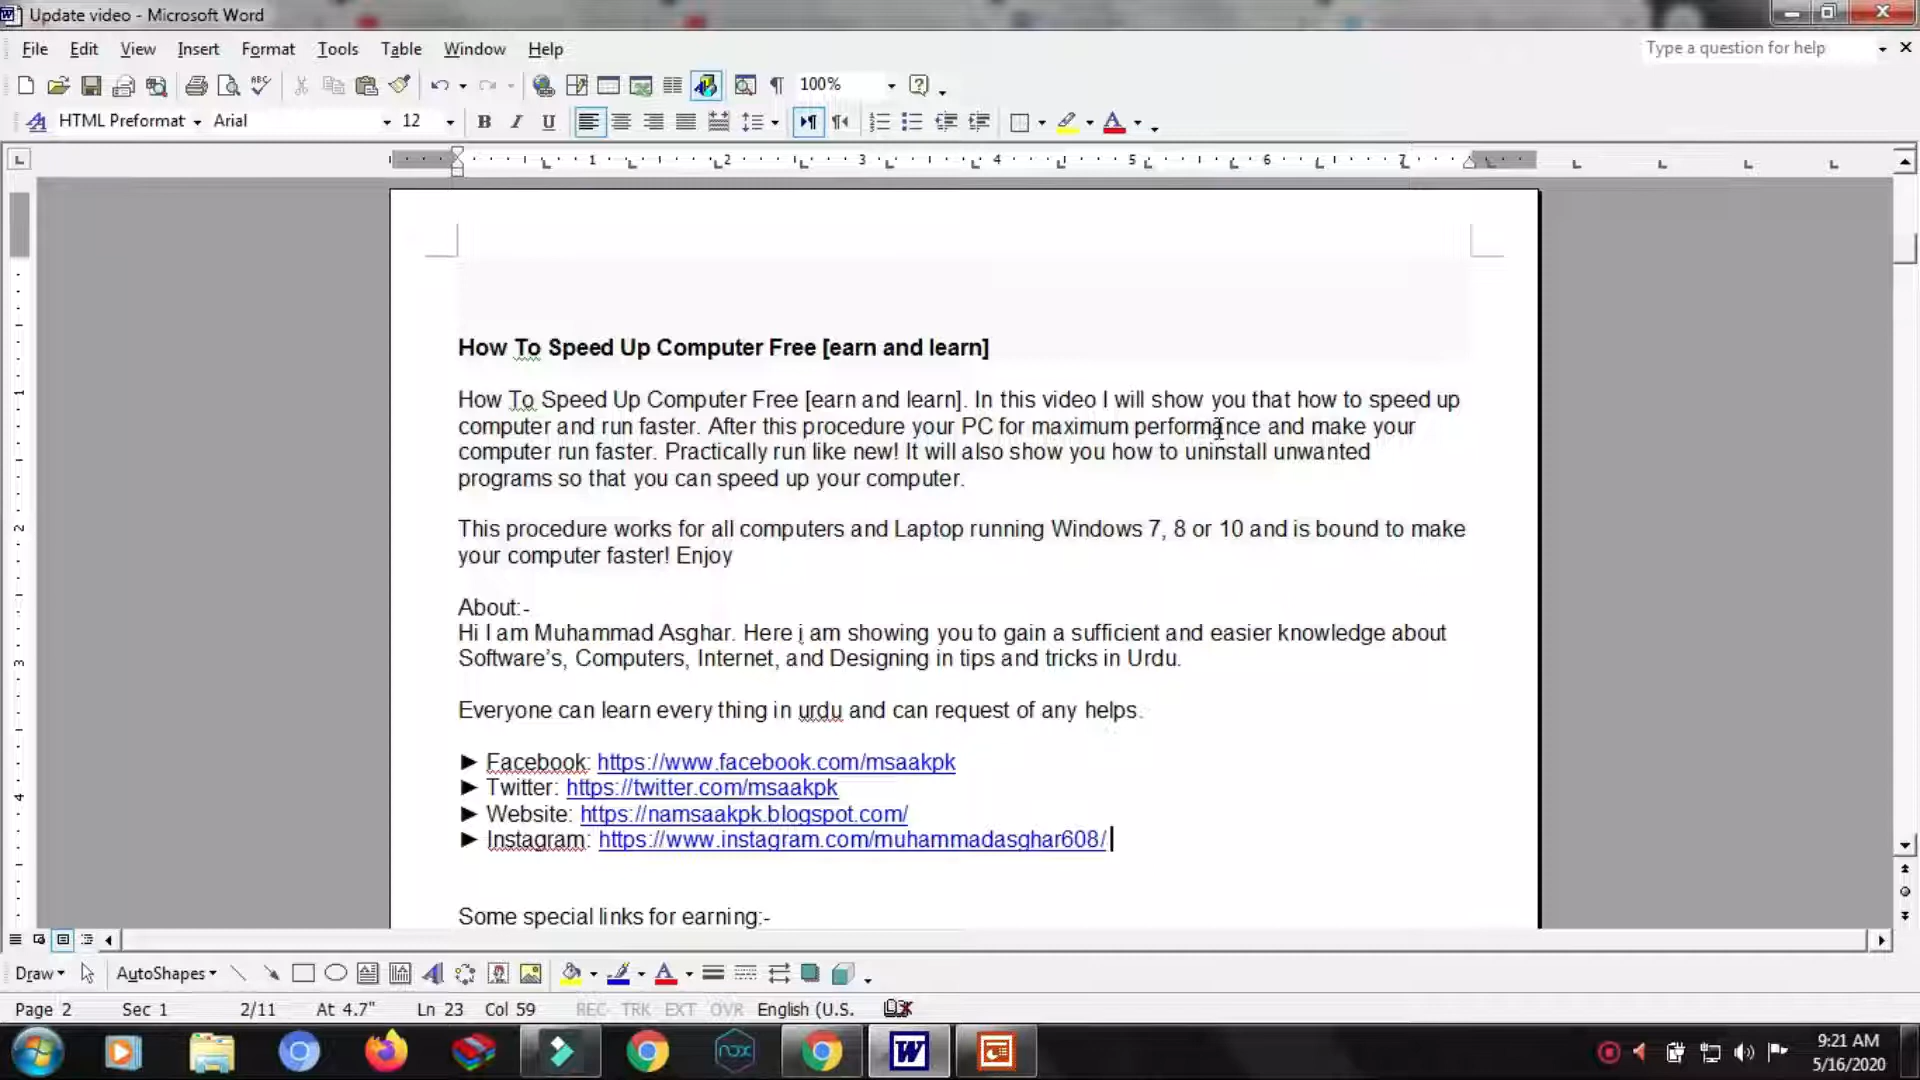 Update video - Microsoft Word
File Edit View Insert Format Tools Table Window Help
Type a question for help
100%
HTML Preformat Arial 12 B I U
1 2 3 4 5 6 7
How To Speed Up Computer Free [earn and learn]
How To Speed Up Computer Free [earn and learn]. In this video I will show you that how to speed up
computer and run faster. After this procedure your PC for maximum performance and make your
computer run faster. Practically run like new! It will also show you how to uninstall unwanted
programs so that you can speed up your computer.
This procedure works for all computers and Laptop running Windows 7, 8 or 10 and is bound to make
your computer faster! Enjoy
About:-
Hi I am Muhammad Asghar. Here i am showing you to gain a sufficient and easier knowledge about
Software's, Computers, Internet, and Designing in tips and tricks in Urdu.
Everyone can learn every thing in urdu and can request of any helps.
► Facebook: https://www.facebook.com/msaakpk
► Twitter: https://twitter.com/msaakpk
► Website: https://namsaakpk.blogspot.com/
► Instagram: https://www.instagram.com/muhammadasghar608/
Some special links for earning:-
Draw AutoShapes
Page 2 Sec 1 2/11 At 4.7" Ln 23 Col 59 REC TRK EXT OVR English (U.S.
9:21 AM
5/16/2020